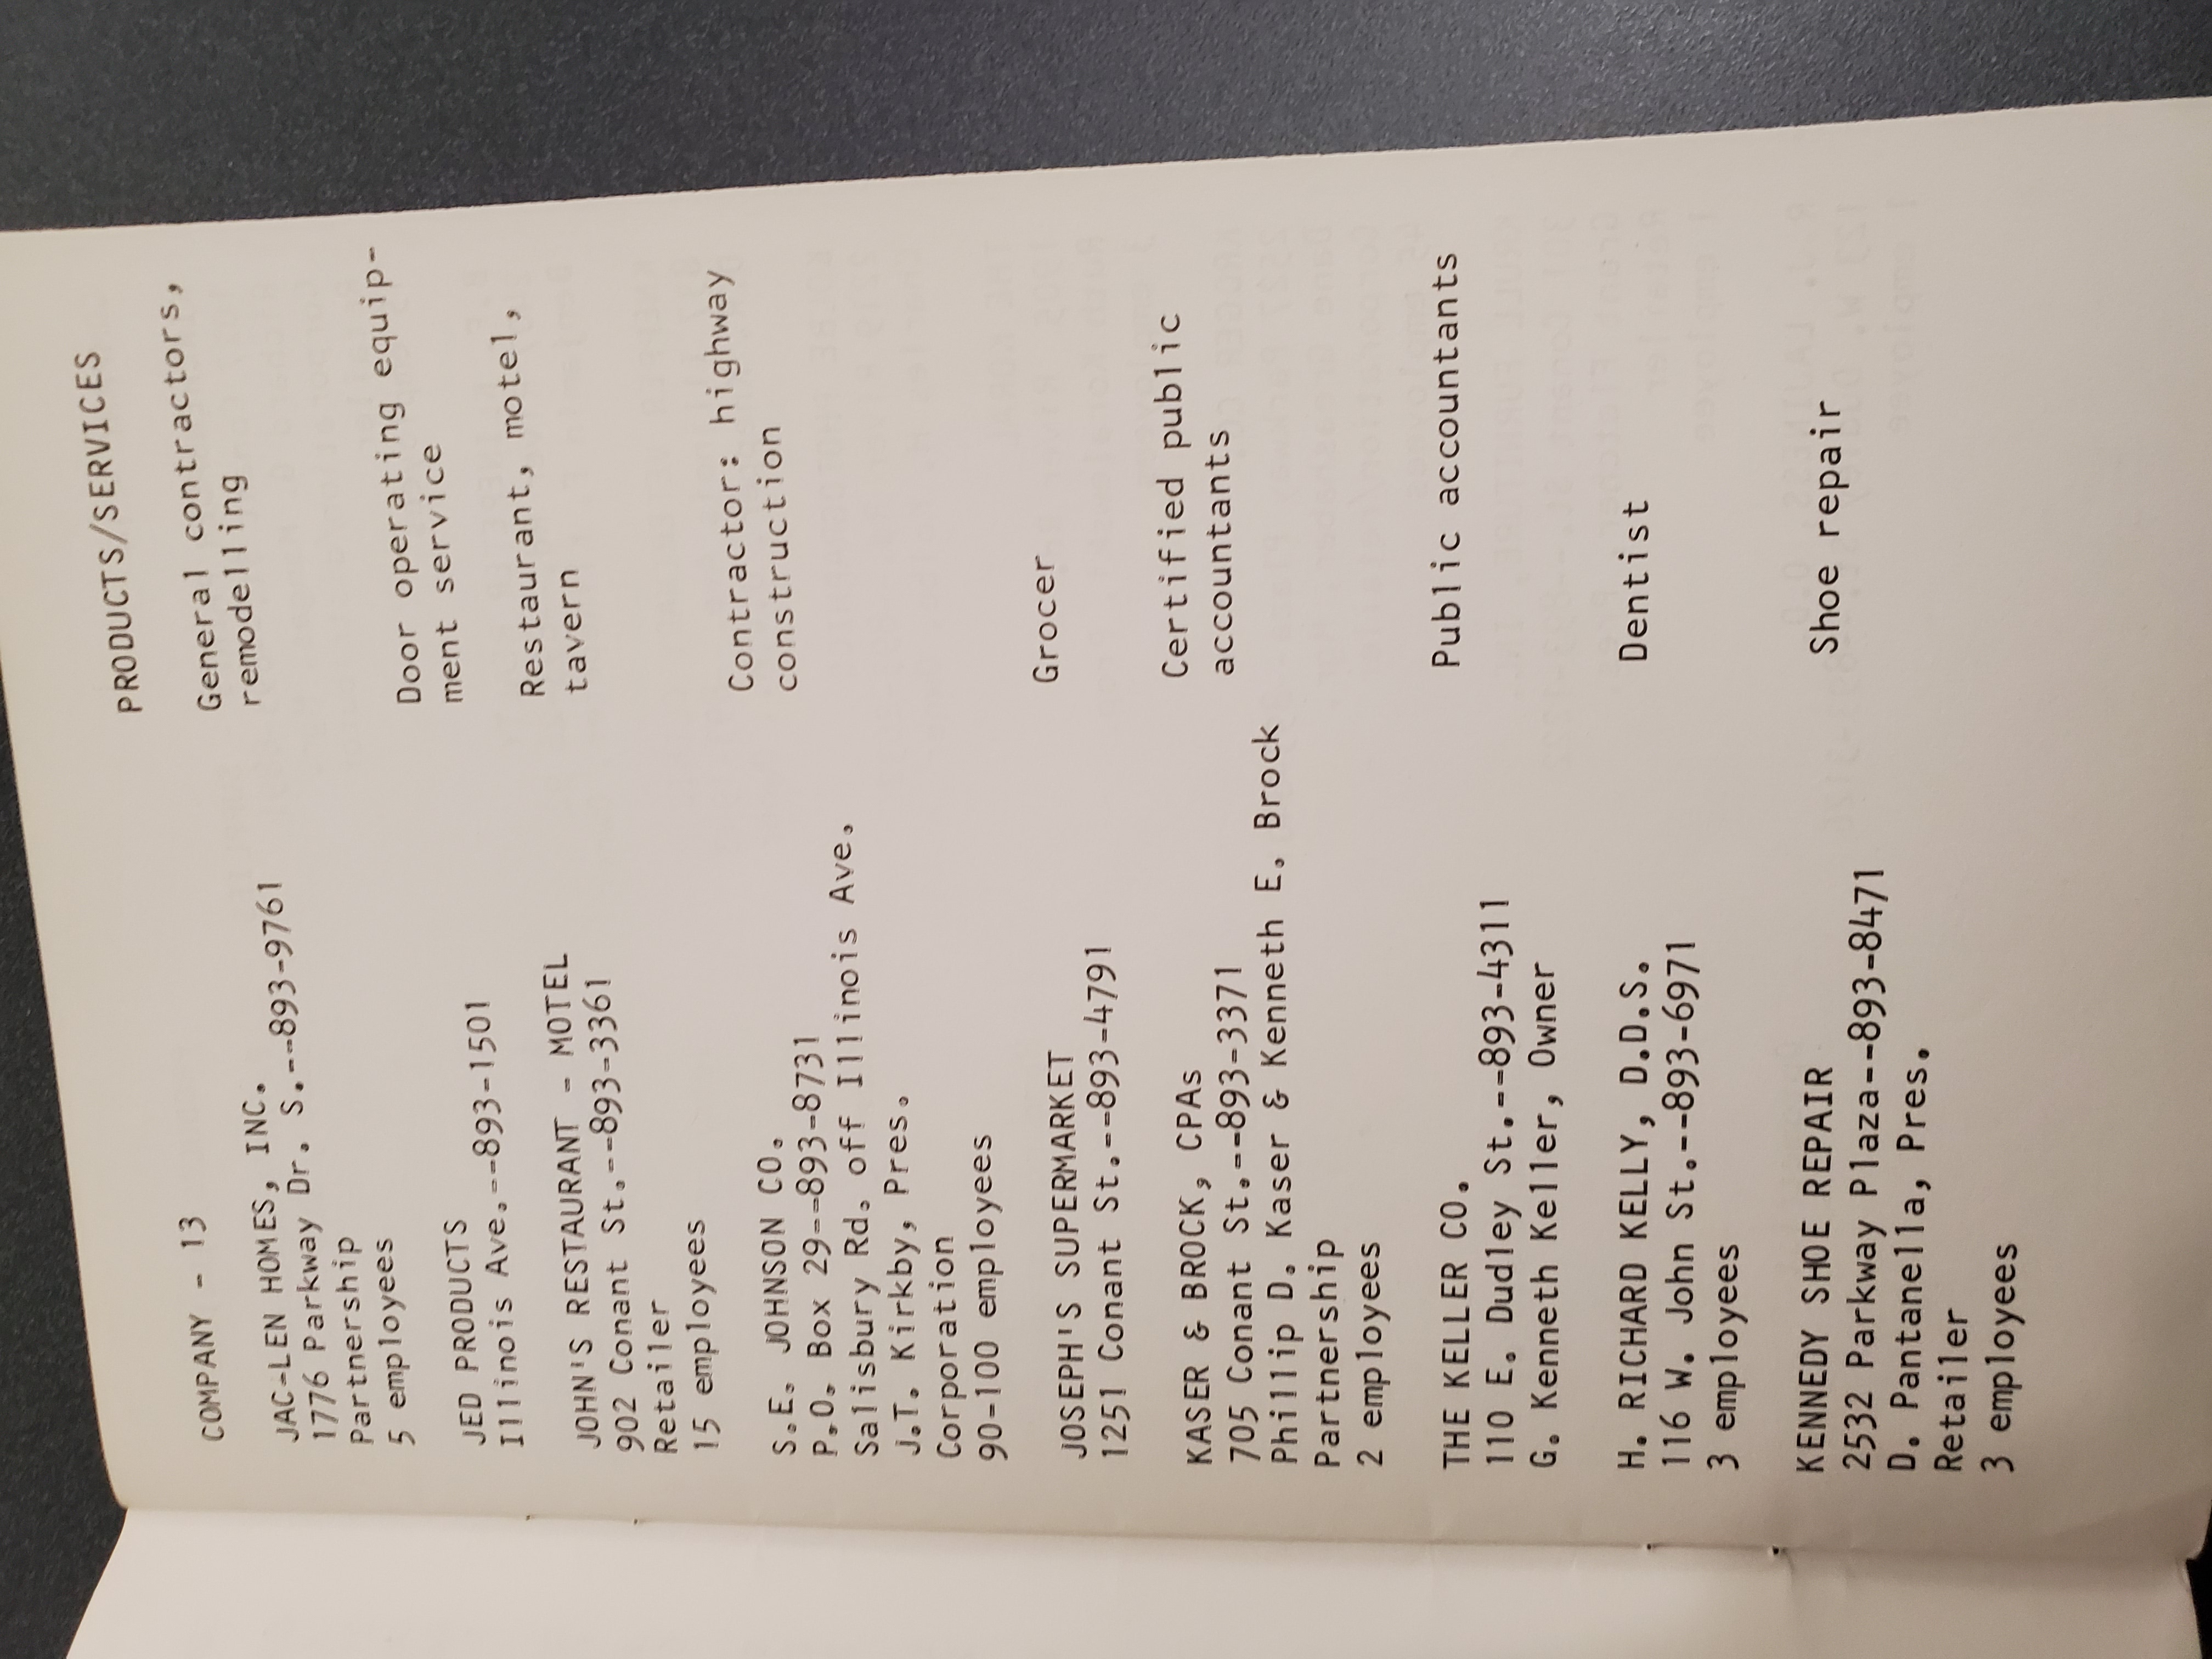 COMPANY - 13 PRODUCTS/SERVICES
JAC-LEN HOMES, INC. General contractors,
1776 Parkway Dr. S.--893-9761 remodelling
Partnership
5 employees
JED PRODUCTS Door operating equip-
Illinois Ave.--893-1501 ment service
JOHN'S RESTAURANT - MOTEL Restaurant, motel,
902 Conant St.--893-3361 tavern
Retailer
15 employees
S.E. JOHNSON CO. Contractor: highway
P.O. Box 29--893-8731 construction
Salisbury Rd. off Illinois Ave.
J.T. Kirkby, Pres.
Corporation
90-100 employees
JOSEPH'S SUPERMARKET Grocer
1251 Conant St.--893-4791
KASER & BROCK, CPAs Certified public
705 Conant St.--893-3371 accountants
Phillip D. Kaser & Kenneth E. Brock
Partnership
2 employees
THE KELLER CO. Public accountants
110 E. Dudley St.--893-4311
G. Kenneth Keller, Owner
H. RICHARD KELLY, D.D.S. Dentist
116 W. John St.--893-6971
3 employees
KENNEDY SHOE REPAIR Shoe repair
2532 Parkway Plaza--893-8471
D. Pantanella, Pres.
Retailer
3 employees